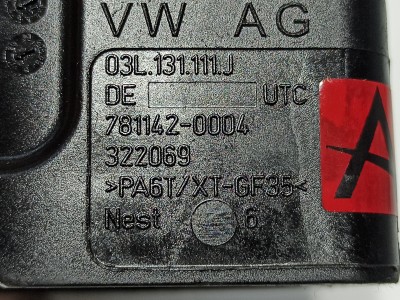 VW AG
03L.131.111.J
DE UTC
781142-0004
322069
>PA6T/XT-GF35<
Nest 6
A